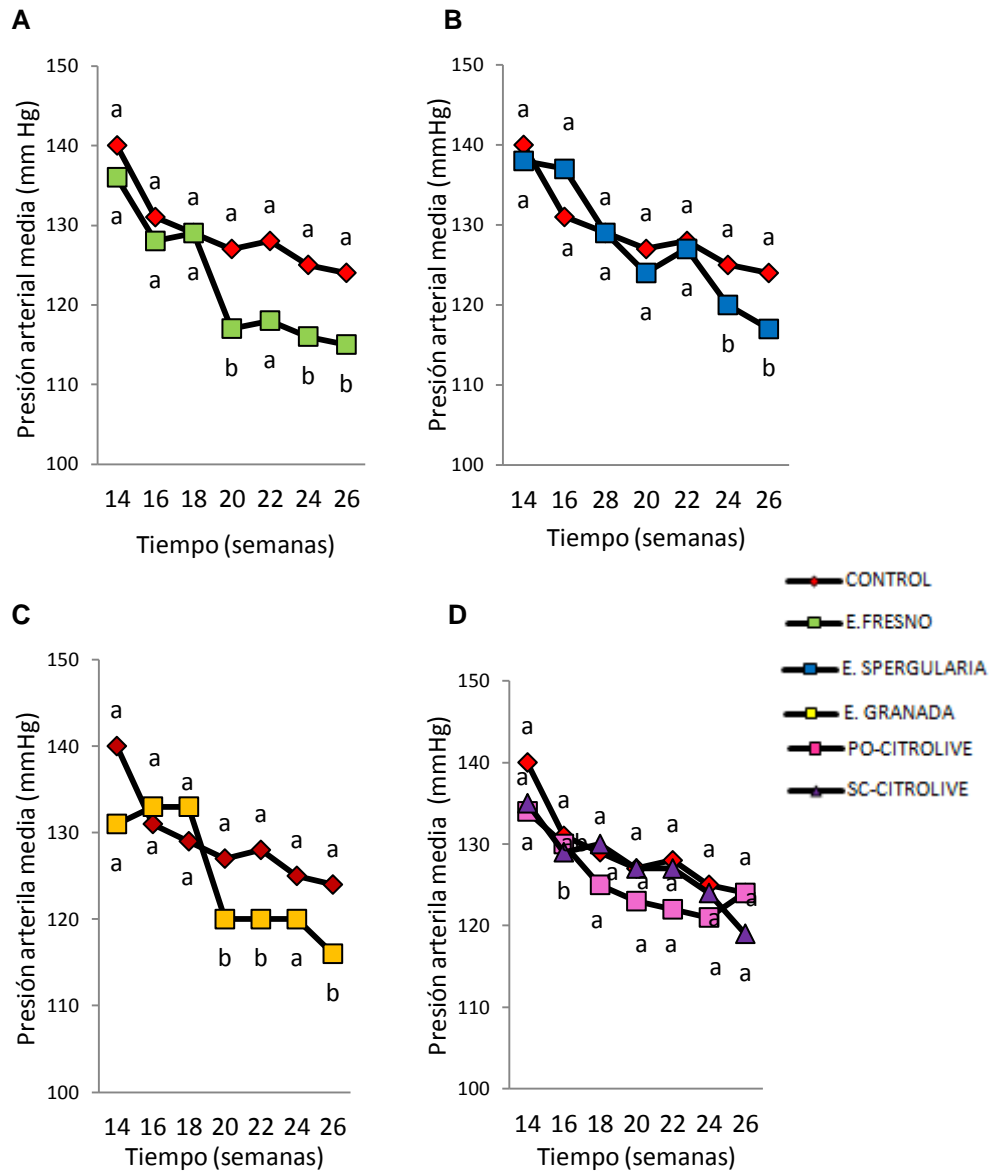 A
Presión arterial media (mm Hg)
150
140
130
120
110
100
a
a
a
a
a
a
a
a
a
a
b
a
b
b
14 16 18 20 22 24 26
Tiempo (semanas)
B
Presión arterial media (mmHg)
150
140
130
120
110
100
a
a
a
a
a
a
a
a
a
a
a
a
b
b
14 16 28 20 22 24 26
Tiempo (semanas)
C
Presión arterila media (mmHg)
150
140
130
120
110
100
a
a
a
a
a
a
a
a
a
a
b
b
a
b
14 16 18 20 22 24 26
Tiempo (semanas)
D
Presión arterila media (mmHg)
150
140
130
120
110
100
a
a
a
a
a
a
a
a
a
ab
a
a
a
a
a
b
a
a
a
a
a
14 16 18 20 22 24 26
Tiempo (semanas)
CONTROL
E.FRESNO
E. SPERGULARIA
E. GRANADA
PO-CITROLIVE
SC-CITROLIVE